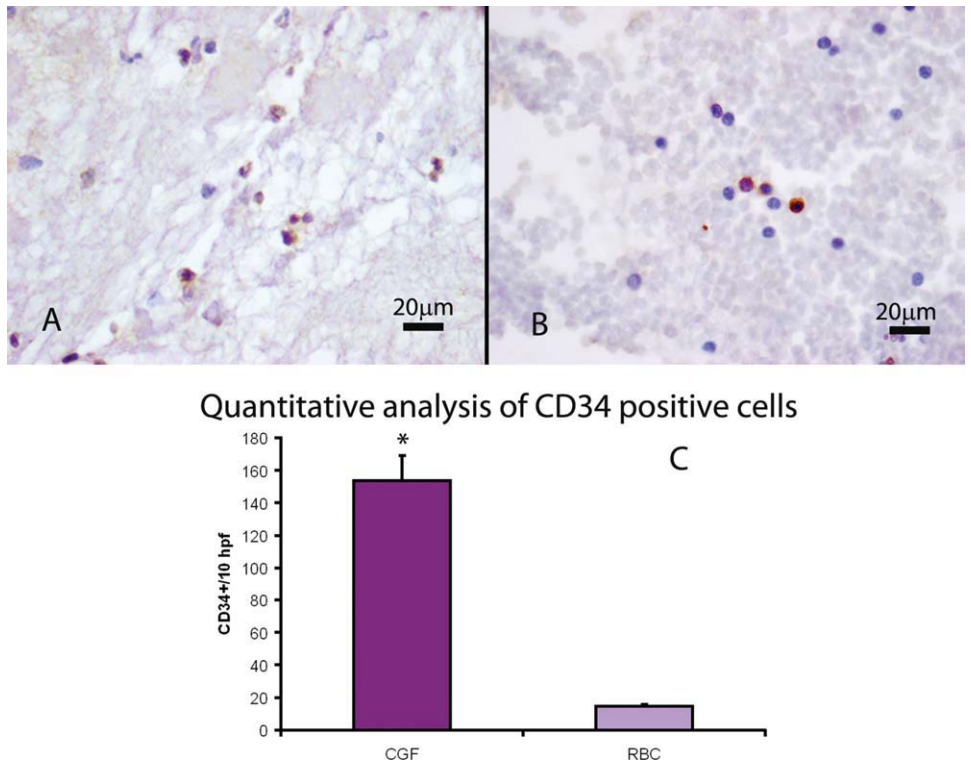 A
20μm
B
20μm
Quantitative analysis of CD34 positive cells
C
*
180
160
140
120
100
80
60
40
20
0
CD34+/10 hpf
CGF
RBC